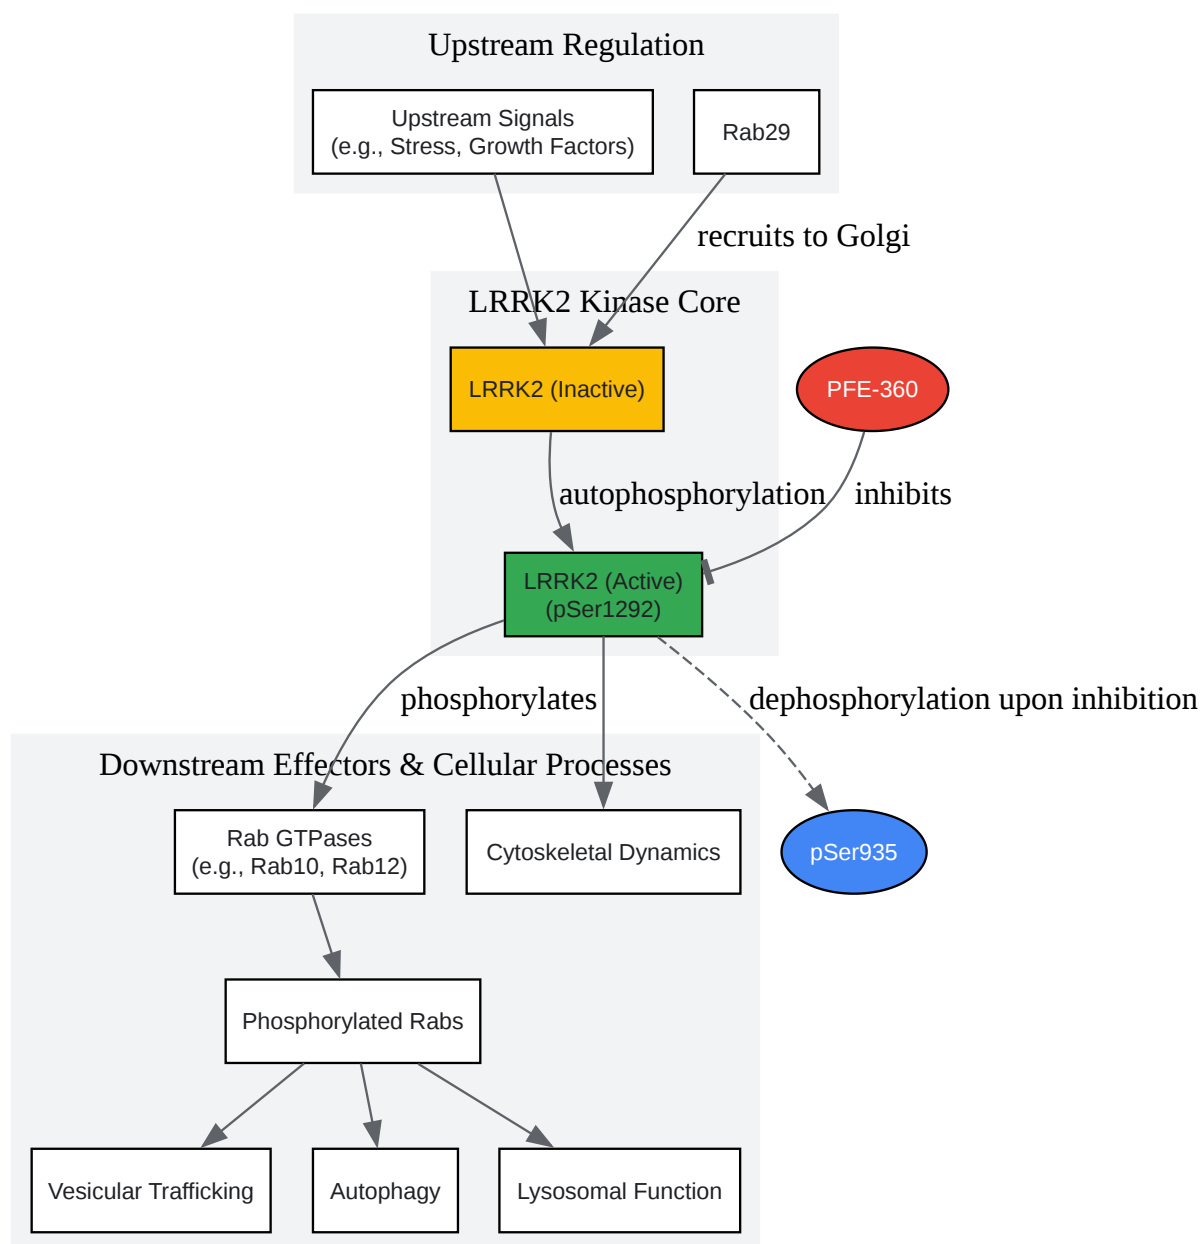 Upstream Regulation
Upstream Signals
(e.g., Stress, Growth Factors)
Rab29
recruits to Golgi
LRRK2 Kinase Core
LRRK2 (Inactive)
PFE-360
autophosphorylation
inhibits
LRRK2 (Active)
(pSer1292)
phosphorylates
dephosphorylation upon inhibition
Downstream Effectors & Cellular Processes
Rab GTPases
(e.g., Rab10, Rab12)
Cytoskeletal Dynamics
pSer935
Phosphorylated Rabs
Vesicular Trafficking
Autophagy
Lysosomal Function